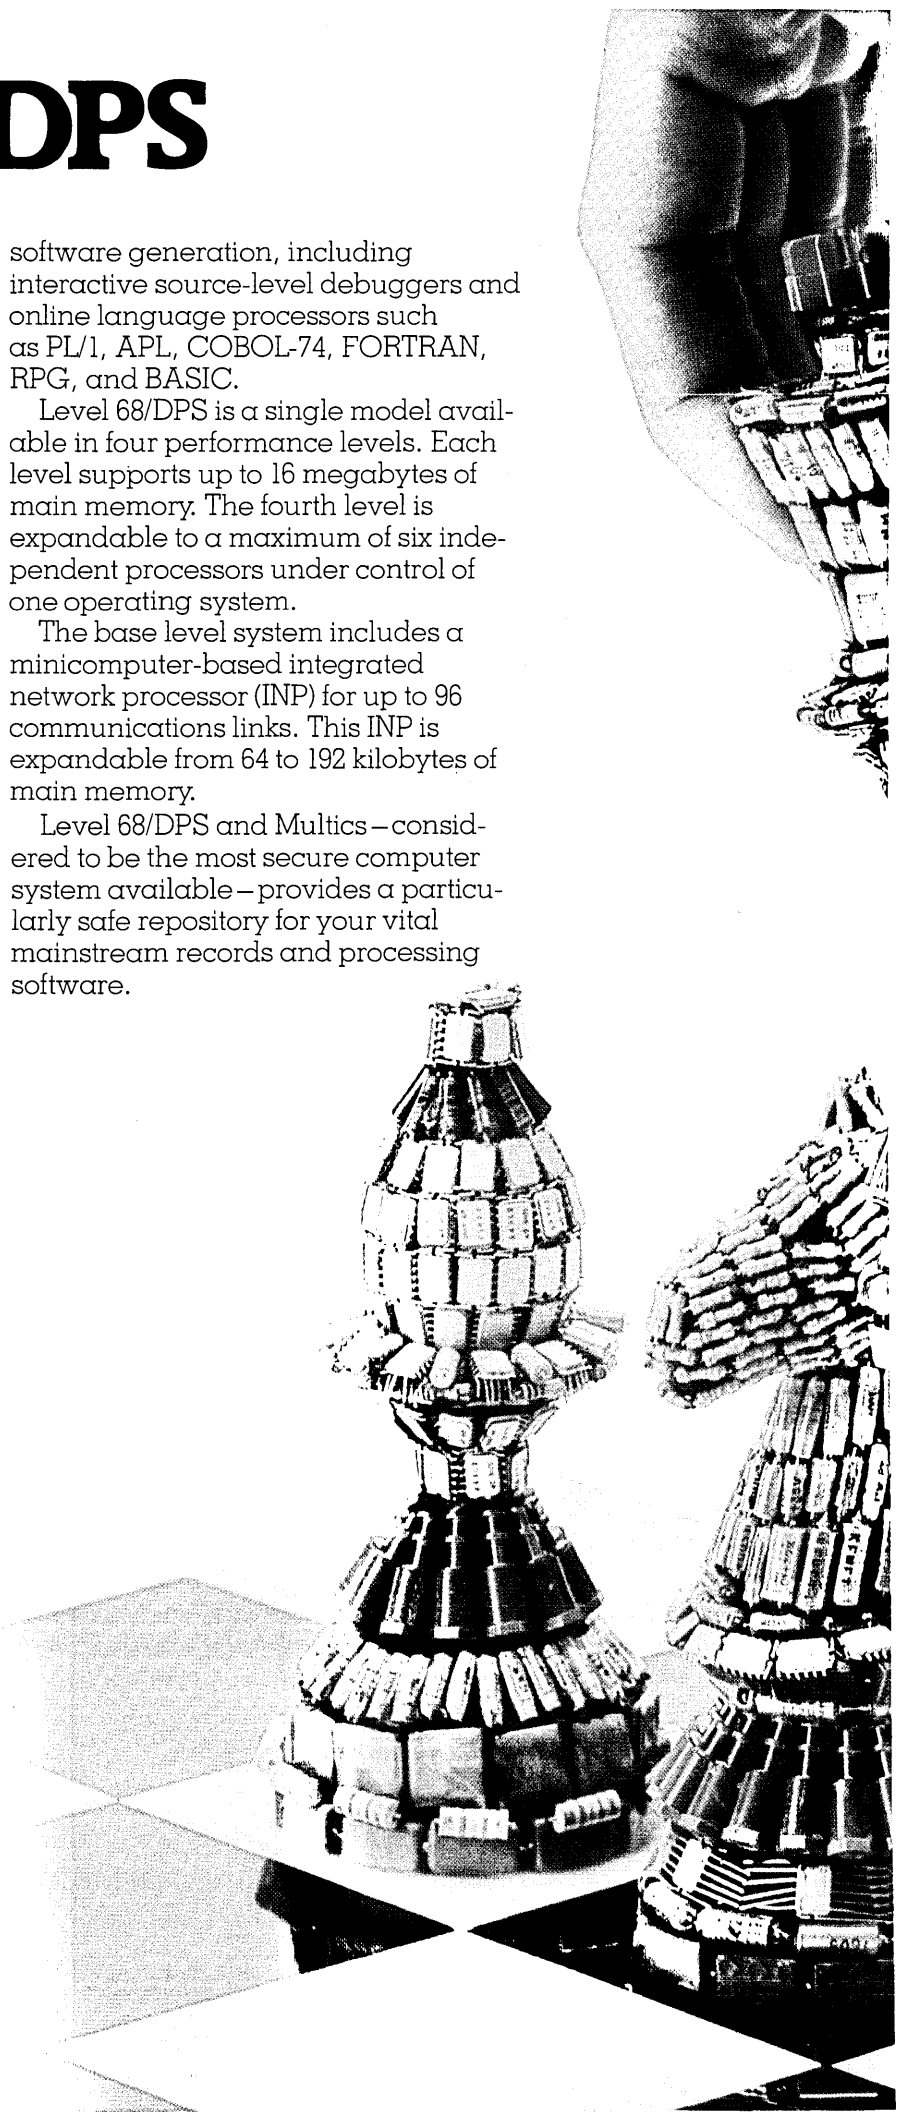 DPS
software generation, including
interactive source-level debuggers and
online language processors such
as PL/1, APL, COBOL-74, FORTRAN,
RPG, and BASIC.
Level 68/DPS is a single model avail-
able in four performance levels. Each
level supports up to 16 megabytes of
main memory. The fourth level is
expandable to a maximum of six inde-
pendent processors under control of
one operating system.
The base level system includes a
minicomputer-based integrated
network processor (INP) for up to 96
communications links. This INP is
expandable from 64 to 192 kilobytes of
main memory.
Level 68/DPS and Multics–consid-
ered to be the most secure computer
system available–provides a particu-
larly safe repository for your vital
mainstream records and processing
software.